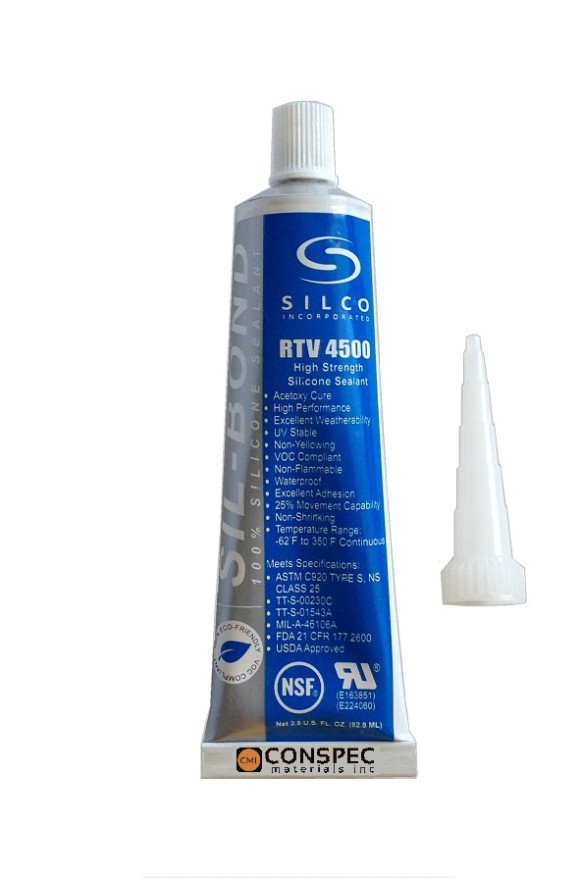 SILCO
INCORPORATED
RTV 4500
High Strength
Silicone Sealant
• Acetoxy Cure
• High Performance
• Excellent Weatherability
• UV Stable
• Non-Yellowing
• VOC Compliant
• Non-Flammable
• Waterproof
• Excellent Adhesion
• 25% Movement Capability
• Non-Shrinking
• Temperature Range:
-62°F to 350°F Continuous
Meets Specifications:
• ASTM C920 TYPE S, NS
CLASS 25
• TT-S-00230C
• TT-S-01543A
• MIL-A-46106A
• FDA 21 CFR 177.2600
• USDA Approved
NSF®
RU®
(E163851)
(E224060)
Net 2.8 U.S. FL. OZ. (82.8 ML)
SIL-BOND
100% SILICONE SEALANT
ECO-FRIENDLY
VOC COMPLIANT
CMI CONSPEC
materials inc